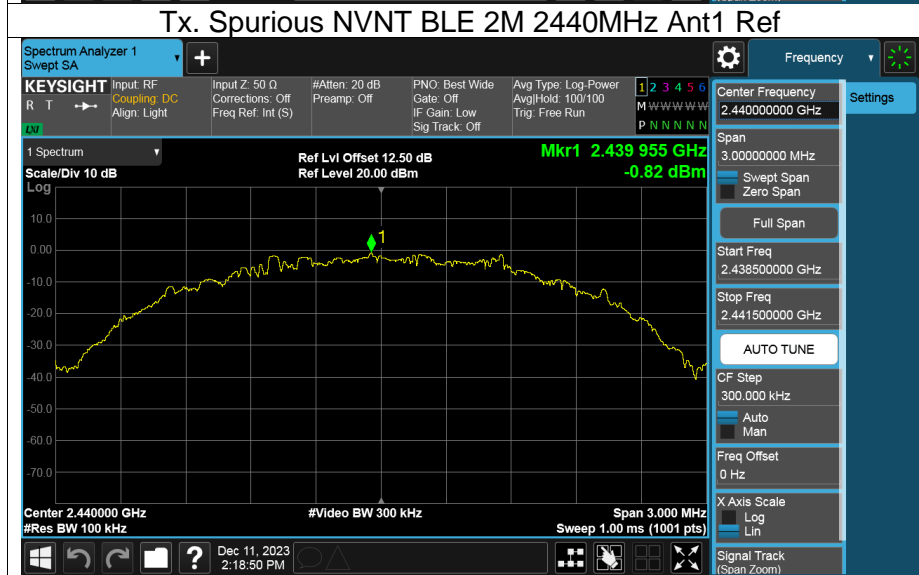 Tx. Spurious NVNT BLE 2M 2440MHz Ant1 Ref
Spectrum Analyzer 1
Swept SA
+
Frequency
KEYSIGHT
R T
LXI
Input: RF
Coupling: DC
Align: Light
Input Z: 50 Ω
Corrections: Off
Freq Ref: Int (S)
#Atten: 20 dB
Preamp: Off
PNO: Best Wide
Gate: Off
IF Gain: Low
Sig Track: Off
Avg Type: Log-Power
Avg|Hold: 100/100
Trig: Free Run
1 2 3 4 5 6
M W W W W W
P N N N N N
Center Frequency
2.440000000 GHz
Settings
1 Spectrum
Scale/Div 10 dB
Ref Lvl Offset 12.50 dB
Ref Level 20.00 dBm
Mkr1 2.439 955 GHz
-0.82 dBm
Span
3.00000000 MHz
Swept Span
Zero Span
Full Span
Start Freq
2.438500000 GHz
Stop Freq
2.441500000 GHz
AUTO TUNE
CF Step
300.000 kHz
Auto
Man
Freq Offset
0 Hz
X Axis Scale
Log
Lin
Signal Track
(Span Zoom)
Log
10.0
0.00
-10.0
-20.0
-30.0
-40.0
-50.0
-60.0
-70.0
1
Center 2.440000 GHz
#Video BW 300 kHz
Span 3.000 MHz
#Res BW 100 kHz
Sweep 1.00 ms (1001 pts)
?
Dec 11, 2023
2:18:50 PM